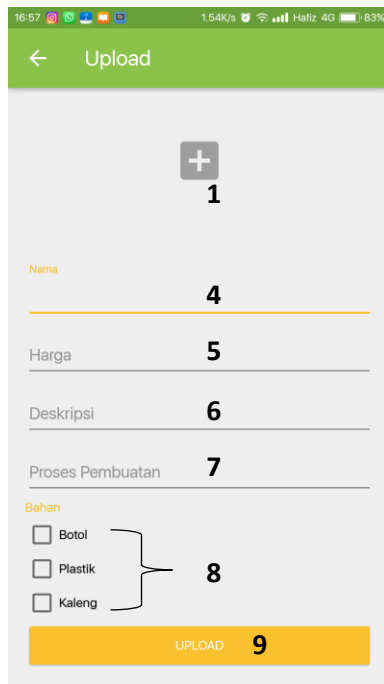 16:57 1.54K/s Hafiz 4G 83%
Upload
1
Nama
4
Harga 5
Deskripsi 6
Proses Pembuatan 7
Bahan
Botol
Plastik 8
Kaleng
UPLOAD 9